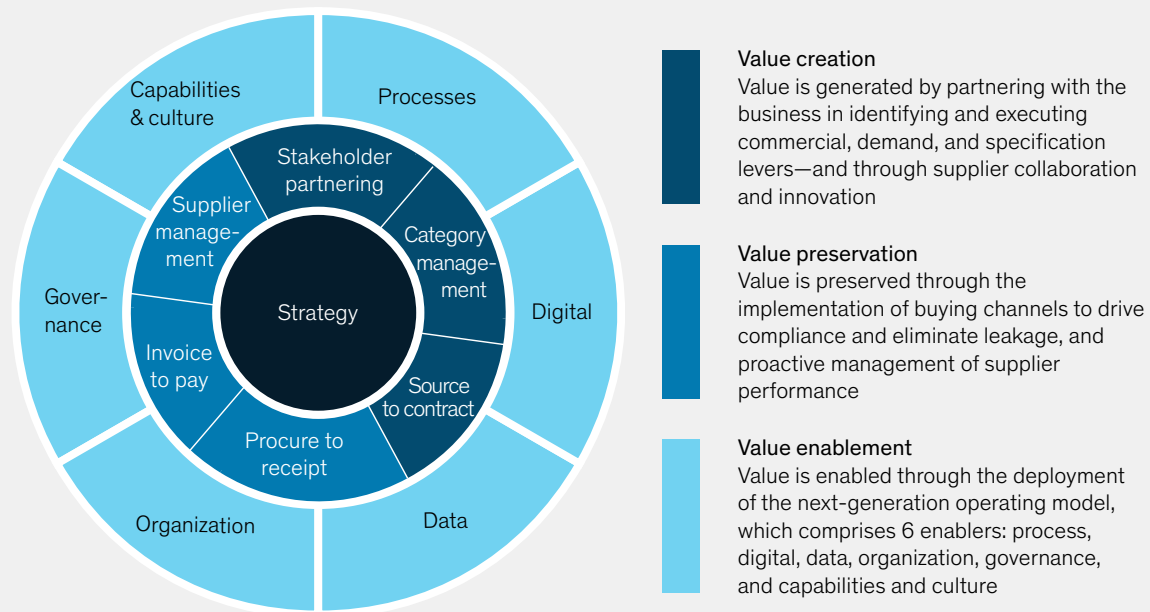 Capabilities
& culture
Processes
Stakeholder
partnering
Supplier
manage-
ment
Category
manage-
ment
Gover-
nance
Strategy
Digital
Invoice
to pay
Source
to contract
Procure to
receipt
Organization
Data
Value creation
Value is generated by partnering with the
business in identifying and executing
commercial, demand, and specification
levers—and through supplier collaboration
and innovation
Value preservation
Value is preserved through the
implementation of buying channels to drive
compliance and eliminate leakage, and
proactive management of supplier
performance
Value enablement
Value is enabled through the deployment
of the next-generation operating model,
which comprises 6 enablers: process,
digital, data, organization, governance,
and capabilities and culture